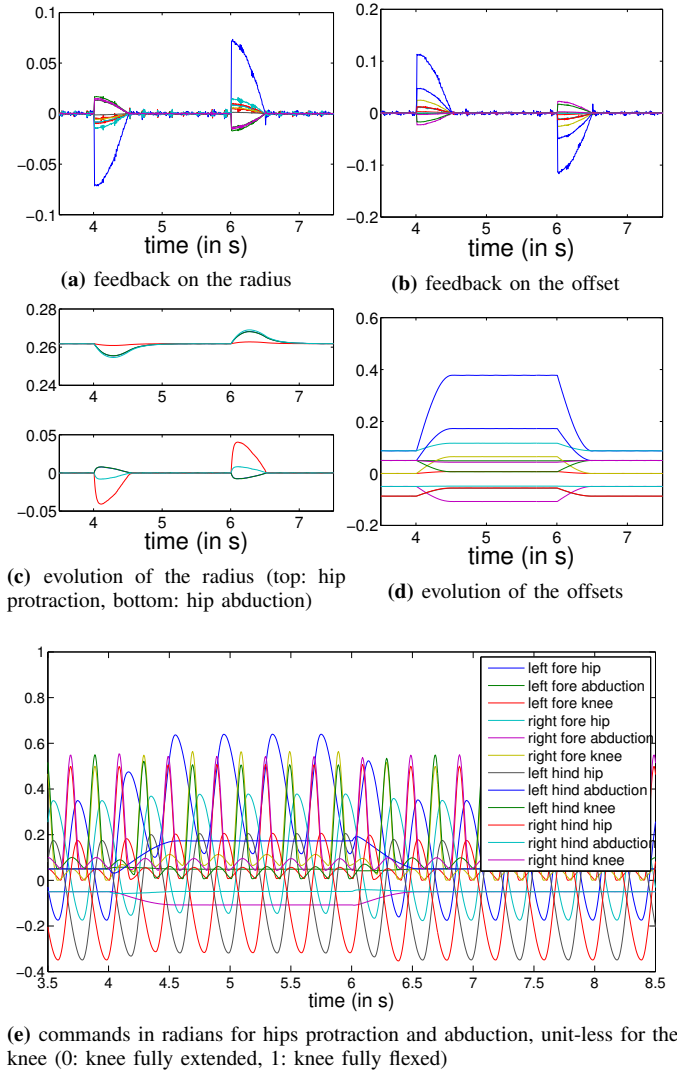 0.1
0.05
0
−0.05
−0.1
4 5 6 7
time (in s)
(a) feedback on the radius
0.2
0.1
0
−0.1
−0.2
4 5 6 7
time (in s)
(b) feedback on the offset
0.28
0.26
0.24
4 5 6 7
0.05
0
−0.05
4 5 6 7
time (in s)
(c) evolution of the radius (top: hip
protraction, bottom: hip abduction)
0.6
0.4
0.2
0
−0.2
4 5 6 7
time (in s)
(d) evolution of the offsets
1
0.8
0.6
0.4
0.2
0
−0.2
−0.4
3.5 4 4.5 5 5.5 6 6.5 7 7.5 8 8.5
time (in s)
left fore hip
left fore abduction
left fore knee
right fore hip
right fore abduction
right fore knee
left hind hip
left hind abduction
left hind knee
right hind hip
right hind abduction
right hind knee
(e) commands in radians for hips protraction and abduction, unit-less for the
knee (0: knee fully extended, 1: knee fully flexed)